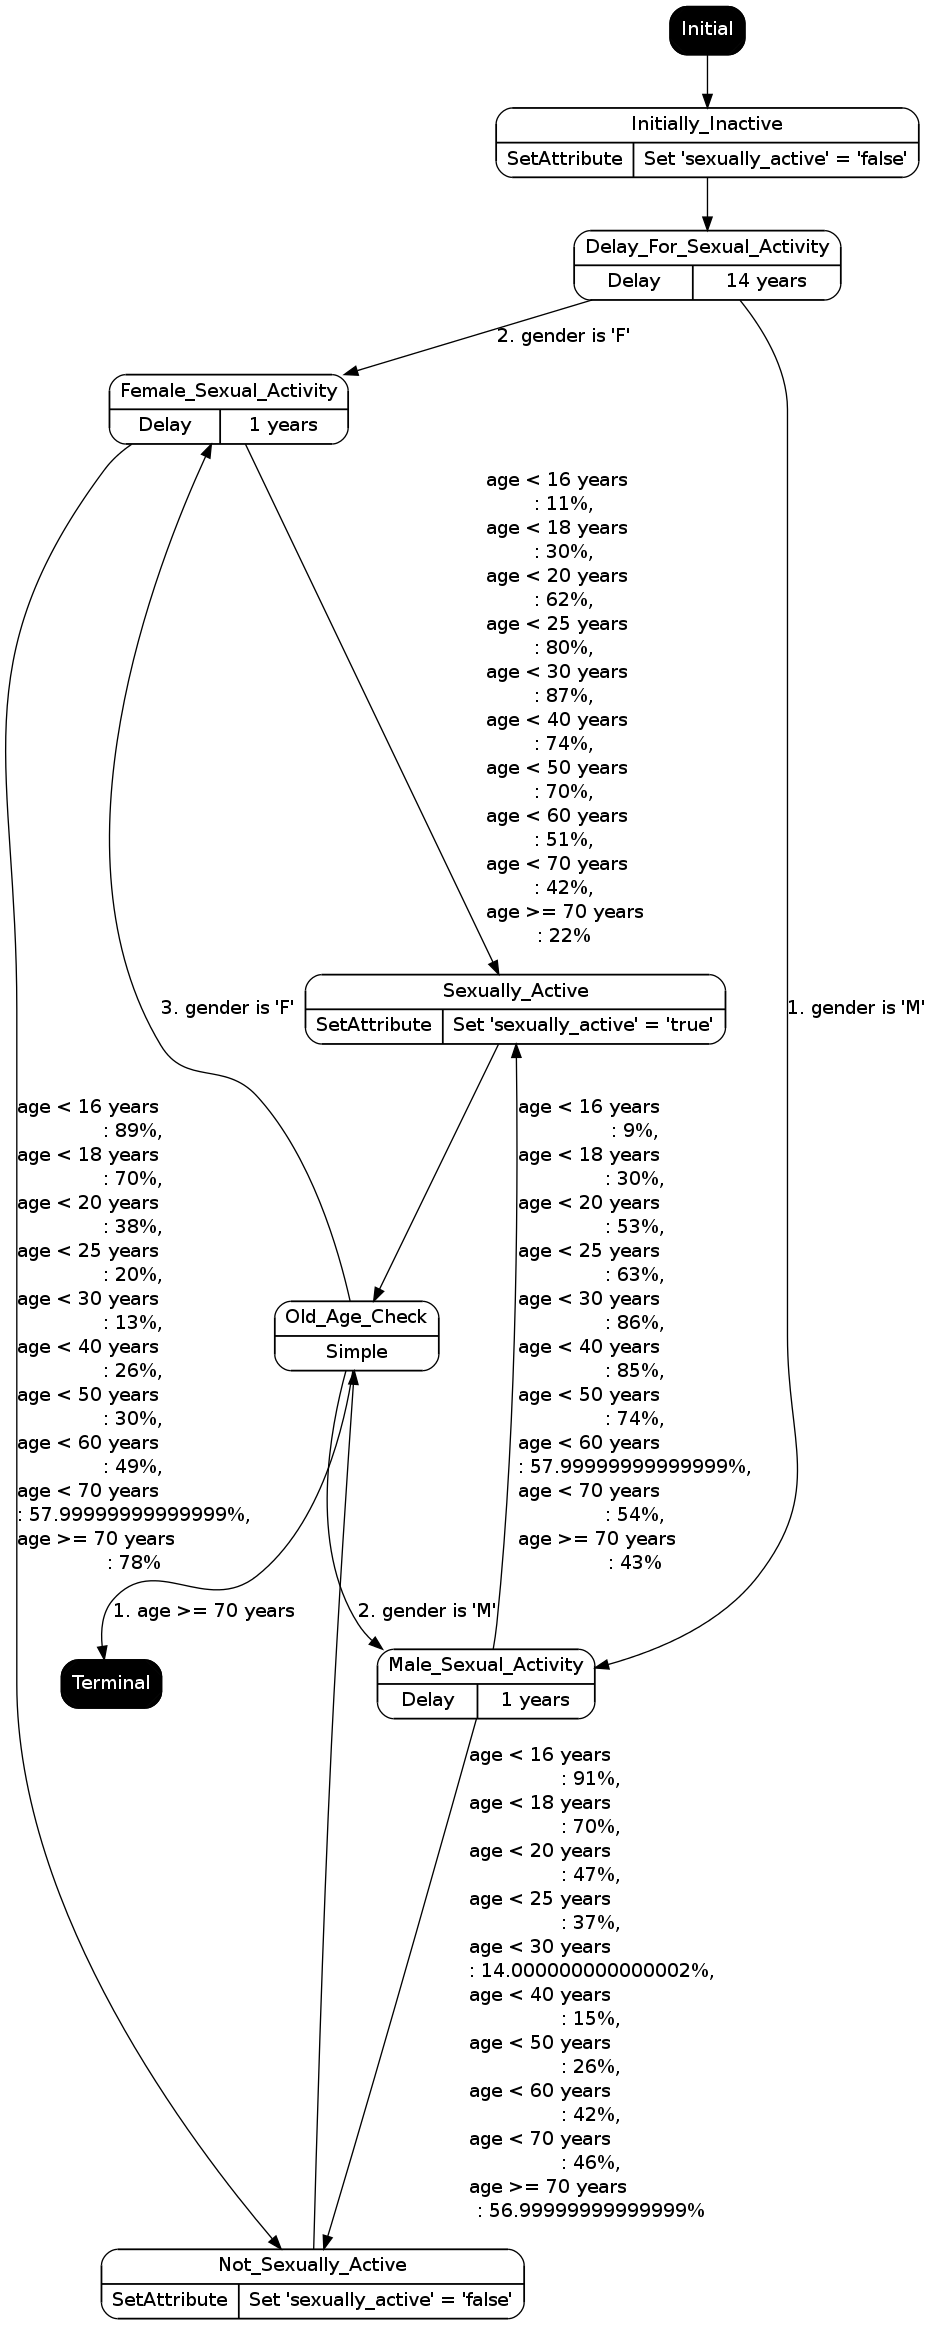 Initial
Initially_Inactive
SetAttribute Set 'sexually_active' = 'false'
Delay_For_Sexual_Activity
Delay 14 years
2. gender is 'F'
Female_Sexual_Activity
Delay 1 years
age < 16 years
: 11%,
age < 18 years
: 30%,
age < 20 years
: 62%,
age < 25 years
: 80%,
age < 30 years
: 87%,
age < 40 years
: 74%,
age < 50 years
: 70%,
age < 60 years
: 51%,
age < 70 years
: 42%,
age >= 70 years
: 22%
Sexually_Active
SetAttribute Set 'sexually_active' = 'true'
3. gender is 'F'
1. gender is 'M'
age < 16 years
: 89%,
age < 18 years
: 70%,
age < 20 years
: 38%,
age < 25 years
: 20%,
age < 30 years
: 13%,
age < 40 years
: 26%,
age < 50 years
: 30%,
age < 60 years
: 49%,
age < 70 years
: 57.99999999999999%,
age >= 70 years
: 78%
age < 16 years
: 9%,
age < 18 years
: 30%,
age < 20 years
: 53%,
age < 25 years
: 63%,
age < 30 years
: 86%,
age < 40 years
: 85%,
age < 50 years
: 74%,
age < 60 years
: 57.99999999999999%,
age < 70 years
: 54%,
age >= 70 years
: 43%
Old_Age_Check
Simple
1. age >= 70 years
2. gender is 'M'
Terminal
Male_Sexual_Activity
Delay 1 years
age < 16 years
: 91%,
age < 18 years
: 70%,
age < 20 years
: 47%,
age < 25 years
: 37%,
age < 30 years
: 14.000000000000002%,
age < 40 years
: 15%,
age < 50 years
: 26%,
age < 60 years
: 42%,
age < 70 years
: 46%,
age >= 70 years
: 56.99999999999999%
Not_Sexually_Active
SetAttribute Set 'sexually_active' = 'false'